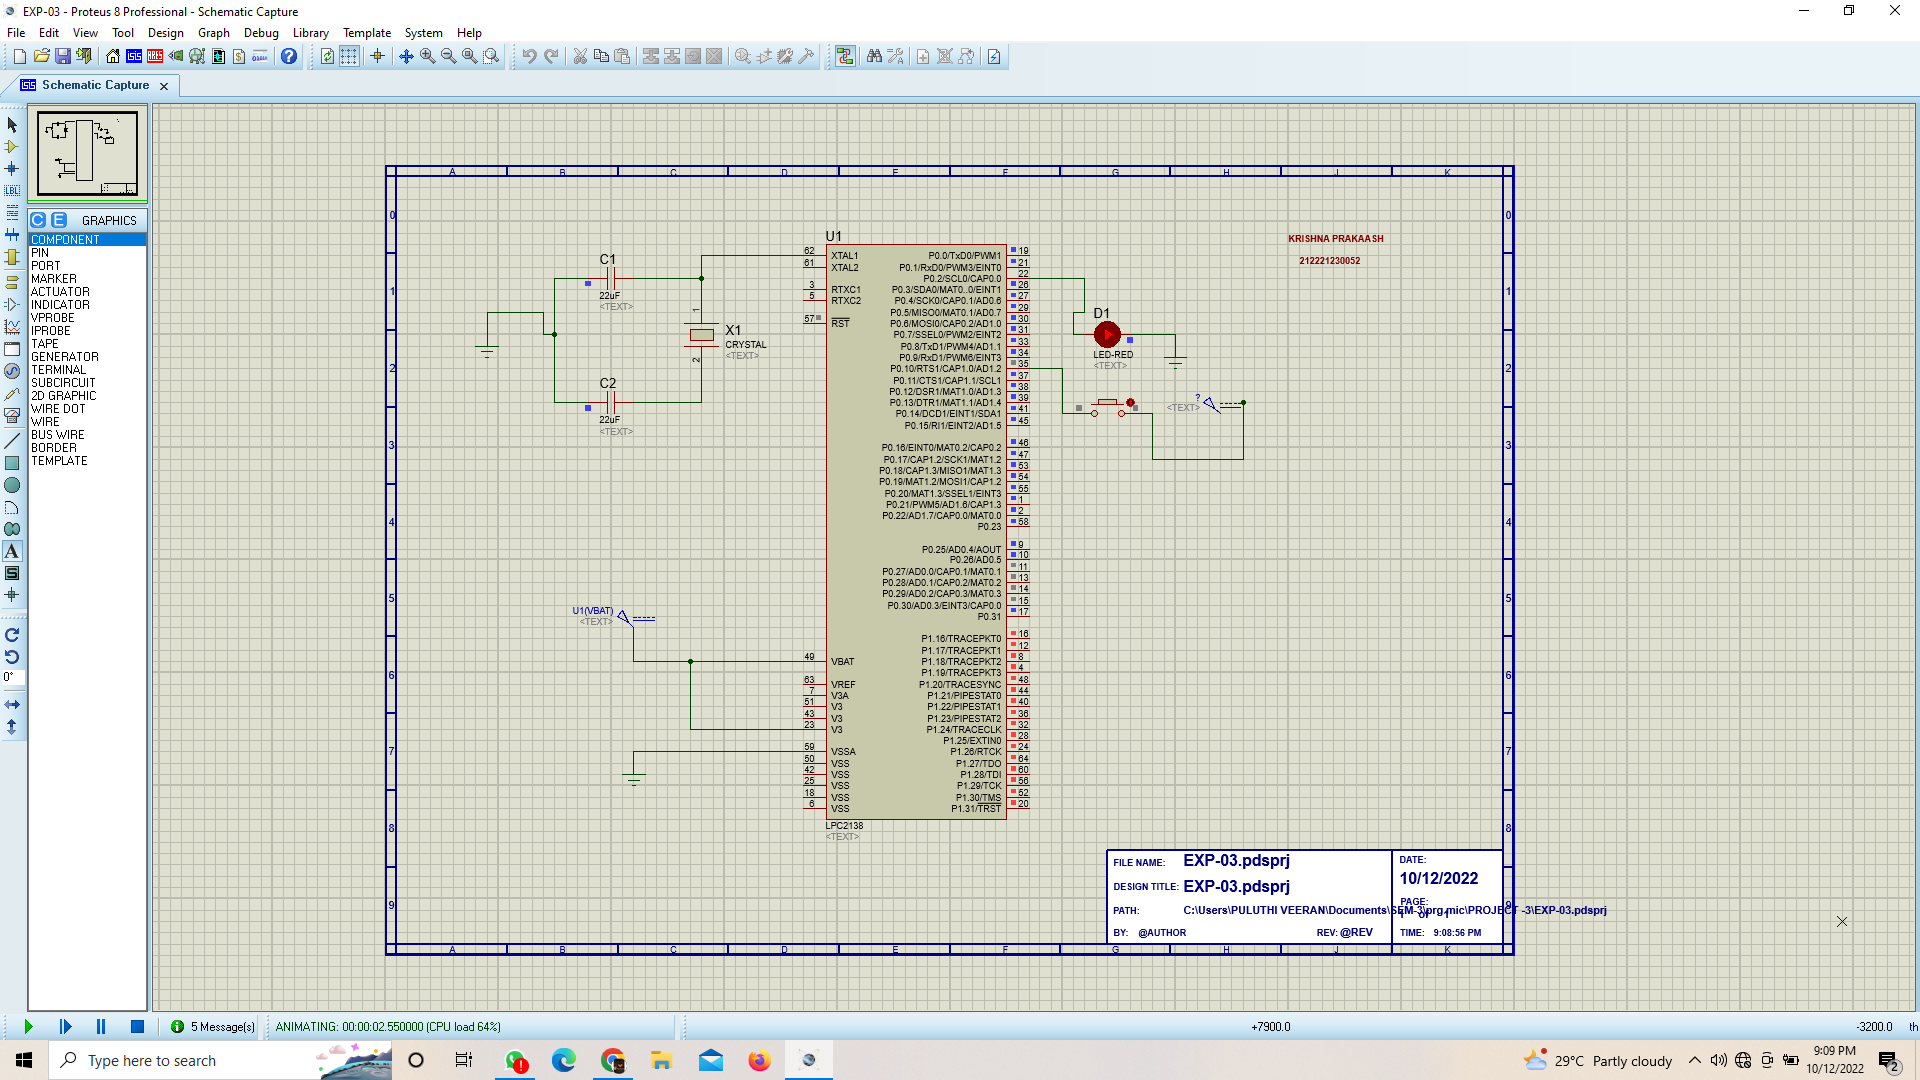 EXP-03 - Proteus 8 Professional - Schematic Capture
File Edit View Tool Design Graph Debug Library Template System Help
Schematic Capture
GRAPHICS
COMPONENT
PIN
PORT
MARKER
ACTUATOR
INDICATOR
VPROBE
IPROBE
TAPE
GENERATOR
TERMINAL
SUBCIRCUIT
2D GRAPHIC
WIRE DOT
WIRE
BUS WIRE
BORDER
TEMPLATE
0°
A B C D E F G H J K
0 1 2 3 4 5 6 7 8 9
KRISHNA PRAKAASH
212221230052
C1
22uF
<TEXT>
X1
CRYSTAL
<TEXT>
1
2
C2
22uF
<TEXT>
U1(VBAT)
<TEXT>
U1
62 XTAL1
61 XTAL2
3 RTXC1
5 RTXC2
57 RST
49 VBAT
63 VREF
7 V3A
51 V3
43 V3
23 V3
59 VSSA
50 VSS
42 VSS
25 VSS
18 VSS
6 VSS
P0.0/TxD0/PWM1 19
P0.1/RxD0/PWM3/EINT0 21
P0.2/SCL0/CAP0.0 22
P0.3/SDA0/MAT0..0/EINT1 26
P0.4/SCK0/CAP0.1/AD0.6 27
P0.5/MISO0/MAT0.1/AD0.7 29
P0.6/MOSI0/CAP0.2/AD1.0 30
P0.7/SSEL0/PWM2/EINT2 31
P0.8/TxD1/PWM4/AD1.1 33
P0.9/RxD1/PWM6/EINT3 34
P0.10/RTS1/CAP1.0/AD1.2 35
P0.11/CTS1/CAP1.1/SCL1 37
P0.12/DSR1/MAT1.0/AD1.3 38
P0.13/DTR1/MAT1.1/AD1.4 39
P0.14/DCD1/EINT1/SDA1 41
P0.15/RI1/EINT2/AD1.5 45
P0.16/EINT0/MAT0.2/CAP0.2 46
P0.17/CAP1.2/SCK1/MAT1.2 47
P0.18/CAP1.3/MISO1/MAT1.3 53
P0.19/MAT1.2/MOSI1/CAP1.2 54
P0.20/MAT1.3/SSEL1/EINT3 55
P0.21/PWM5/AD1.6/CAP1.3 1
P0.22/AD1.7/CAP0.0/MAT0.0 2
P0.23 58
P0.25/AD0.4/AOUT 9
P0.26/AD0.5 10
P0.27/AD0.0/CAP0.1/MAT0.1 11
P0.28/AD0.1/CAP0.2/MAT0.2 13
P0.29/AD0.2/CAP0.3/MAT0.3 14
P0.30/AD0.3/EINT3/CAP0.0 15
P0.31 17
P1.16/TRACEPKT0 16
P1.17/TRACEPKT1 12
P1.18/TRACEPKT2 8
P1.19/TRACEPKT3 4
P1.20/TRACESYNC 48
P1.21/PIPESTAT0 44
P1.22/PIPESTAT1 40
P1.23/PIPESTAT2 36
P1.24/TRACECLK 32
P1.25/EXTIN0 28
P1.26/RTCK 24
P1.27/TDO 64
P1.28/TDI 60
P1.29/TCK 56
P1.30/TMS 52
P1.31/TRST 20
LPC2138
<TEXT>
D1
LED-RED
<TEXT>
?
<TEXT>
FILE NAME: EXP-03.pdsprj
DESIGN TITLE: EXP-03.pdsprj
PATH: C:\Users\PULUTHI VEERAN\Documents\SEM-3\prg.mic\PROJECT -3\EXP-03.pdsprj
BY: @AUTHOR REV: @REV
DATE:
10/12/2022
PAGE:
TIME: 9:08:56 PM
A B C D E F G H J K
5 Message(s) ANIMATING: 00:00:02.550000 (CPU load 64%) +7900.0 -3200.0 th
Type here to search
29°C Partly cloudy
9:09 PM
10/12/2022
2